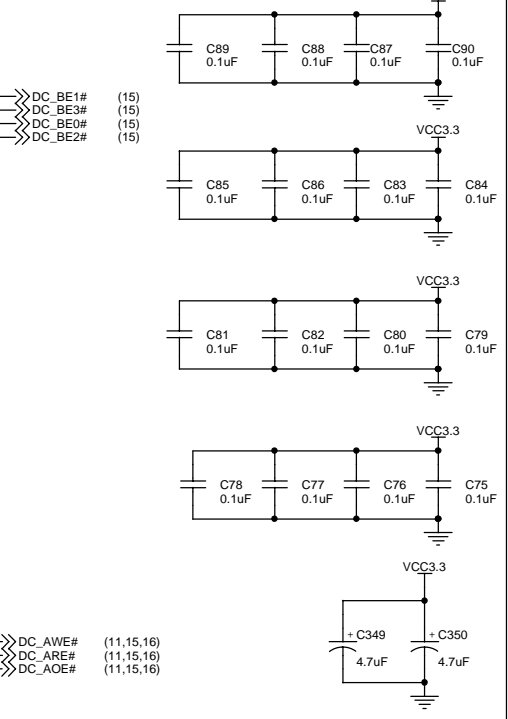 C89 C88 C87 C90
0.1uF 0.1uF 0.1uF 0.1uF
DC_BE1# (15)
DC_BE3# (15)
DC_BE0# (15)
DC_BE2# (15)
VCC3.3
C85 C86 C83 C84
0.1uF 0.1uF 0.1uF 0.1uF
VCC3.3
C81 C82 C80 C79
0.1uF 0.1uF 0.1uF 0.1uF
VCC3.3
C78 C77 C76 C75
0.1uF 0.1uF 0.1uF 0.1uF
VCC3.3
+ C349 + C350
4.7uF 4.7uF
DC_AWE# (11,15,16)
DC_ARE# (11,15,16)
DC_AOE# (11,15,16)